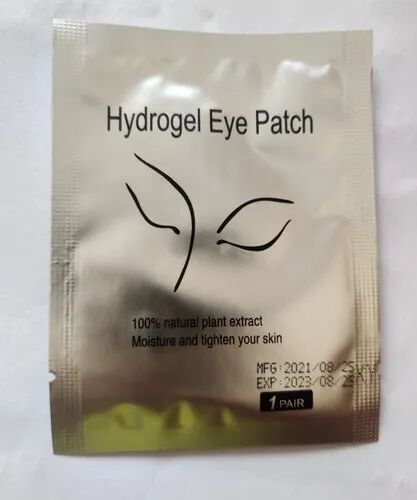 Hydrogel Eye Patch
100% natural plant extract
Moisture and tighten your skin
MFG:2021/08/25
EXP:2023/08/25
1 PAIR